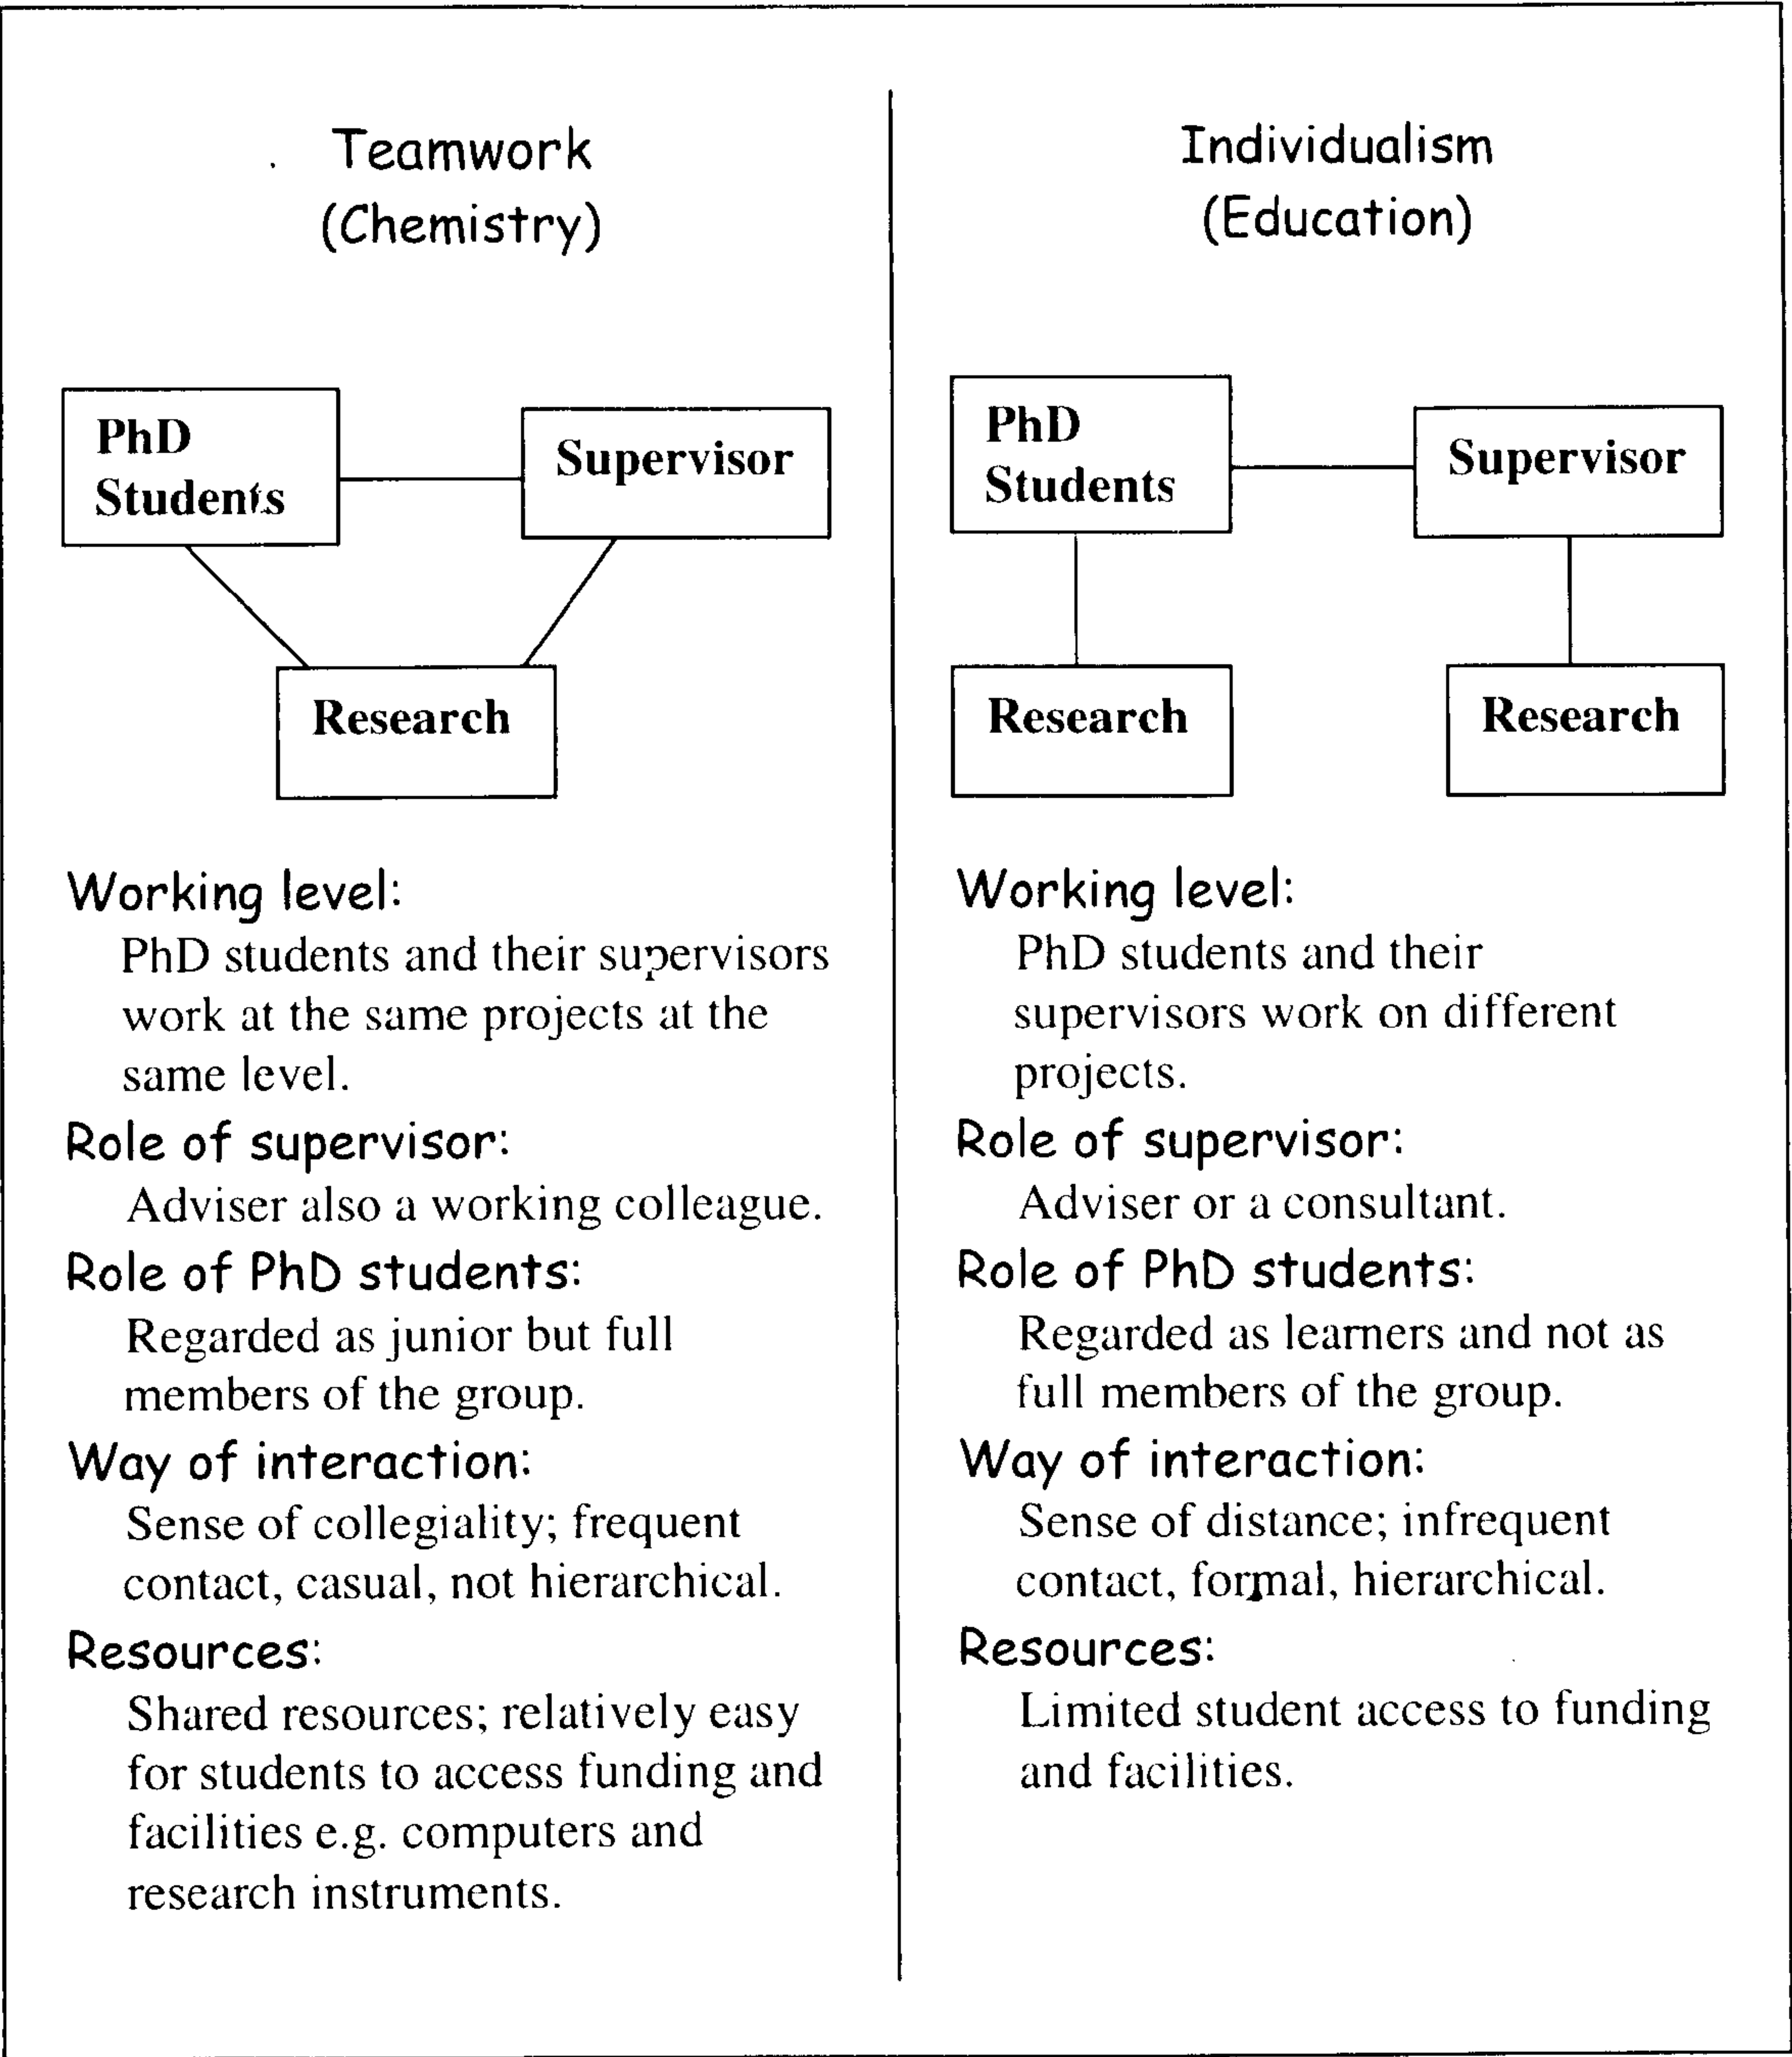 Teamwork
(Chemistry)
PhD
Students
Supervisor
Research
Working level:
PhD students and their supervisors
work at the same projects at the
same level.
Role of supervisor:
Adviser also a working colleague.
Role of PhD students:
Regarded as junior but full
members of the group.
Way of interaction:
Sense of collegiality; frequent
contact, casual, not hierarchical.
Resources:
Shared resources; relatively easy
for students to access funding and
facilities e.g. computers and
research instruments.
Individualism
(Education)
PhD
Students
Supervisor
Research
Research
Working level:
PhD students and their
supervisors work on different
projects.
Role of supervisor:
Adviser or a consultant.
Role of PhD students:
Regarded as learners and not as
full members of the group.
Way of interaction:
Sense of distance; infrequent
contact, formal, hierarchical.
Resources:
Limited student access to funding
and facilities.